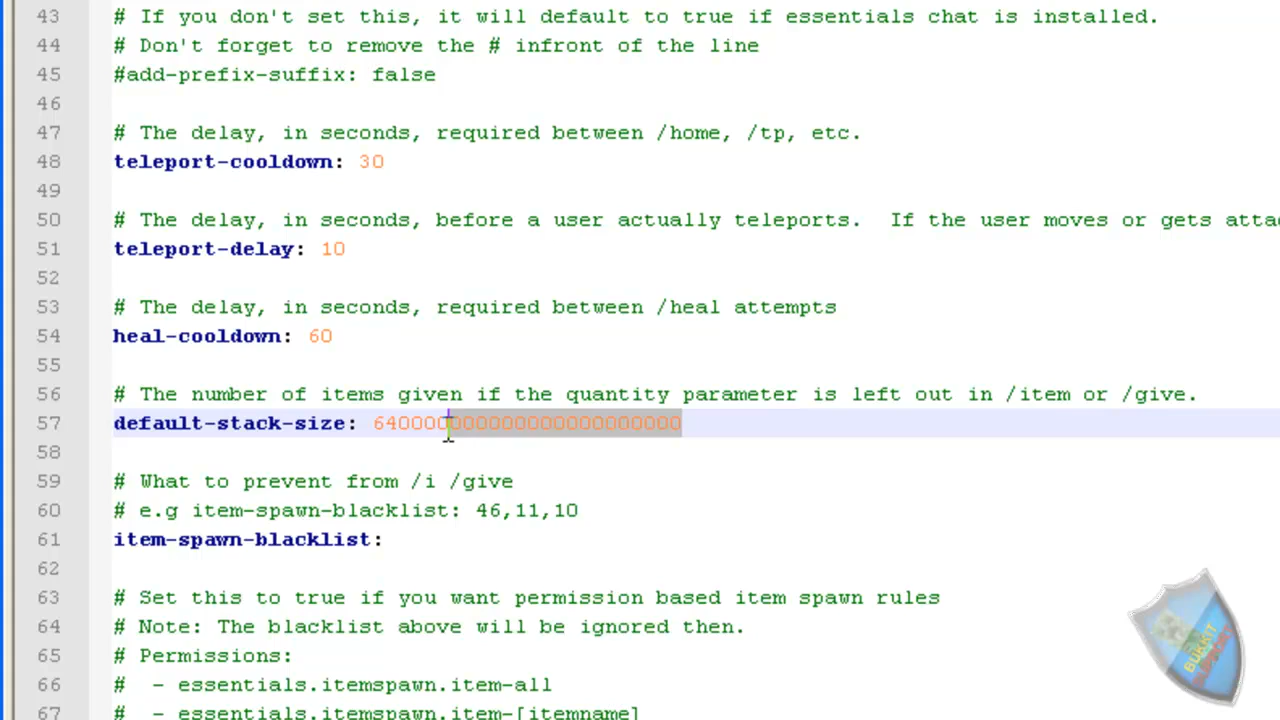 43 # If you don't set this, it will default to true if essentials chat is installed.
44 # Don't forget to remove the # infront of the line
45 #add-prefix-suffix: false
46
47 # The delay, in seconds, required between /home, /tp, etc.
48 teleport-cooldown: 30
49
50 # The delay, in seconds, before a user actually teleports.  If the user moves or gets atta
51 teleport-delay: 10
52
53 # The delay, in seconds, required between /heal attempts
54 heal-cooldown: 60
55
56 # The number of items given if the quantity parameter is left out in /item or /give.
57 default-stack-size: 640000000000000000000000
58
59 # What to prevent from /i /give
60 # e.g item-spawn-blacklist: 46,11,10
61 item-spawn-blacklist:
62
63 # Set this to true if you want permission based item spawn rules
64 # Note: The blacklist above will be ignored then.
65 # Permissions:
66 #  - essentials.itemspawn.item-all
67 #  - essentials.itemspawn.item-[itemname]
BUKKIT